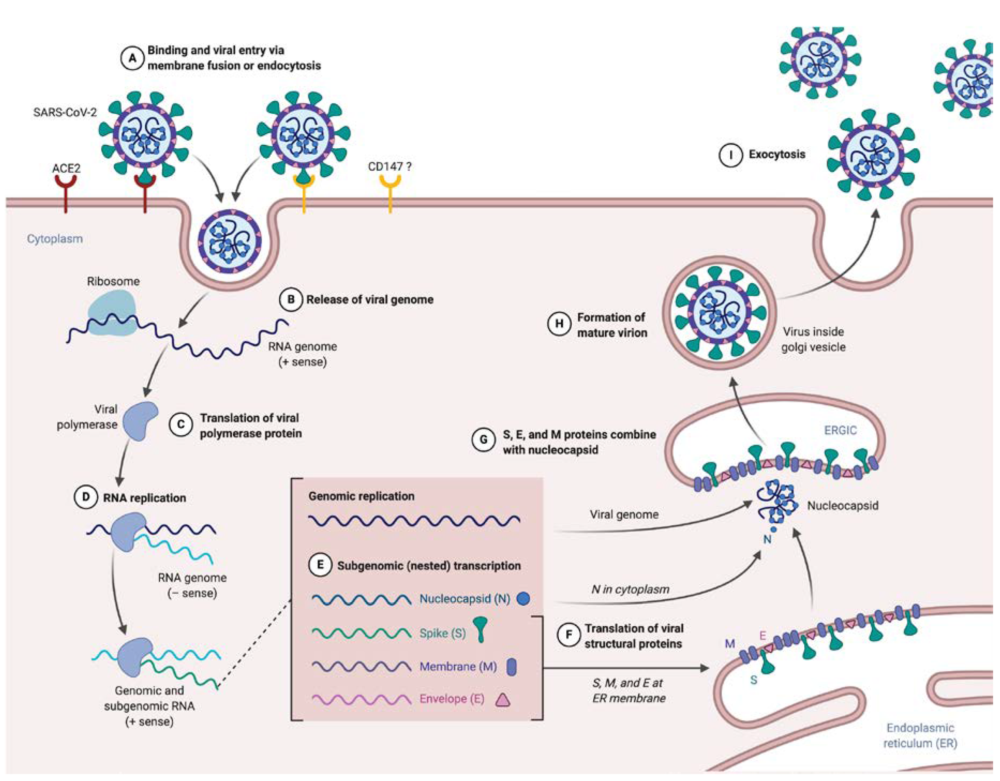 A
Binding and viral entry via
membrane fusion or endocytosis
SARS-CoV-2
ACE2
CD147 ?
Cytoplasm
Ribosome
B
Release of viral genome
RNA genome
(+ sense)
Viral
polymerase
C
Translation of viral
polymerase protein
D
RNA replication
RNA genome
(− sense)
Genomic and
subgenomic RNA
(+ sense)
Genomic replication
E
Subgenomic (nested) transcription
Nucleocapsid (N)
Spike (S)
Membrane (M)
Envelope (E)
F
Translation of viral
structural proteins
S, M, and E at
ER membrane
M
E
S
Endoplasmic
reticulum (ER)
Viral genome
N in cytoplasm
N
Nucleocapsid
G
S, E, and M proteins combine
with nucleocapsid
ERGIC
H
Formation of
mature virion
Virus inside
golgi vesicle
I
Exocytosis